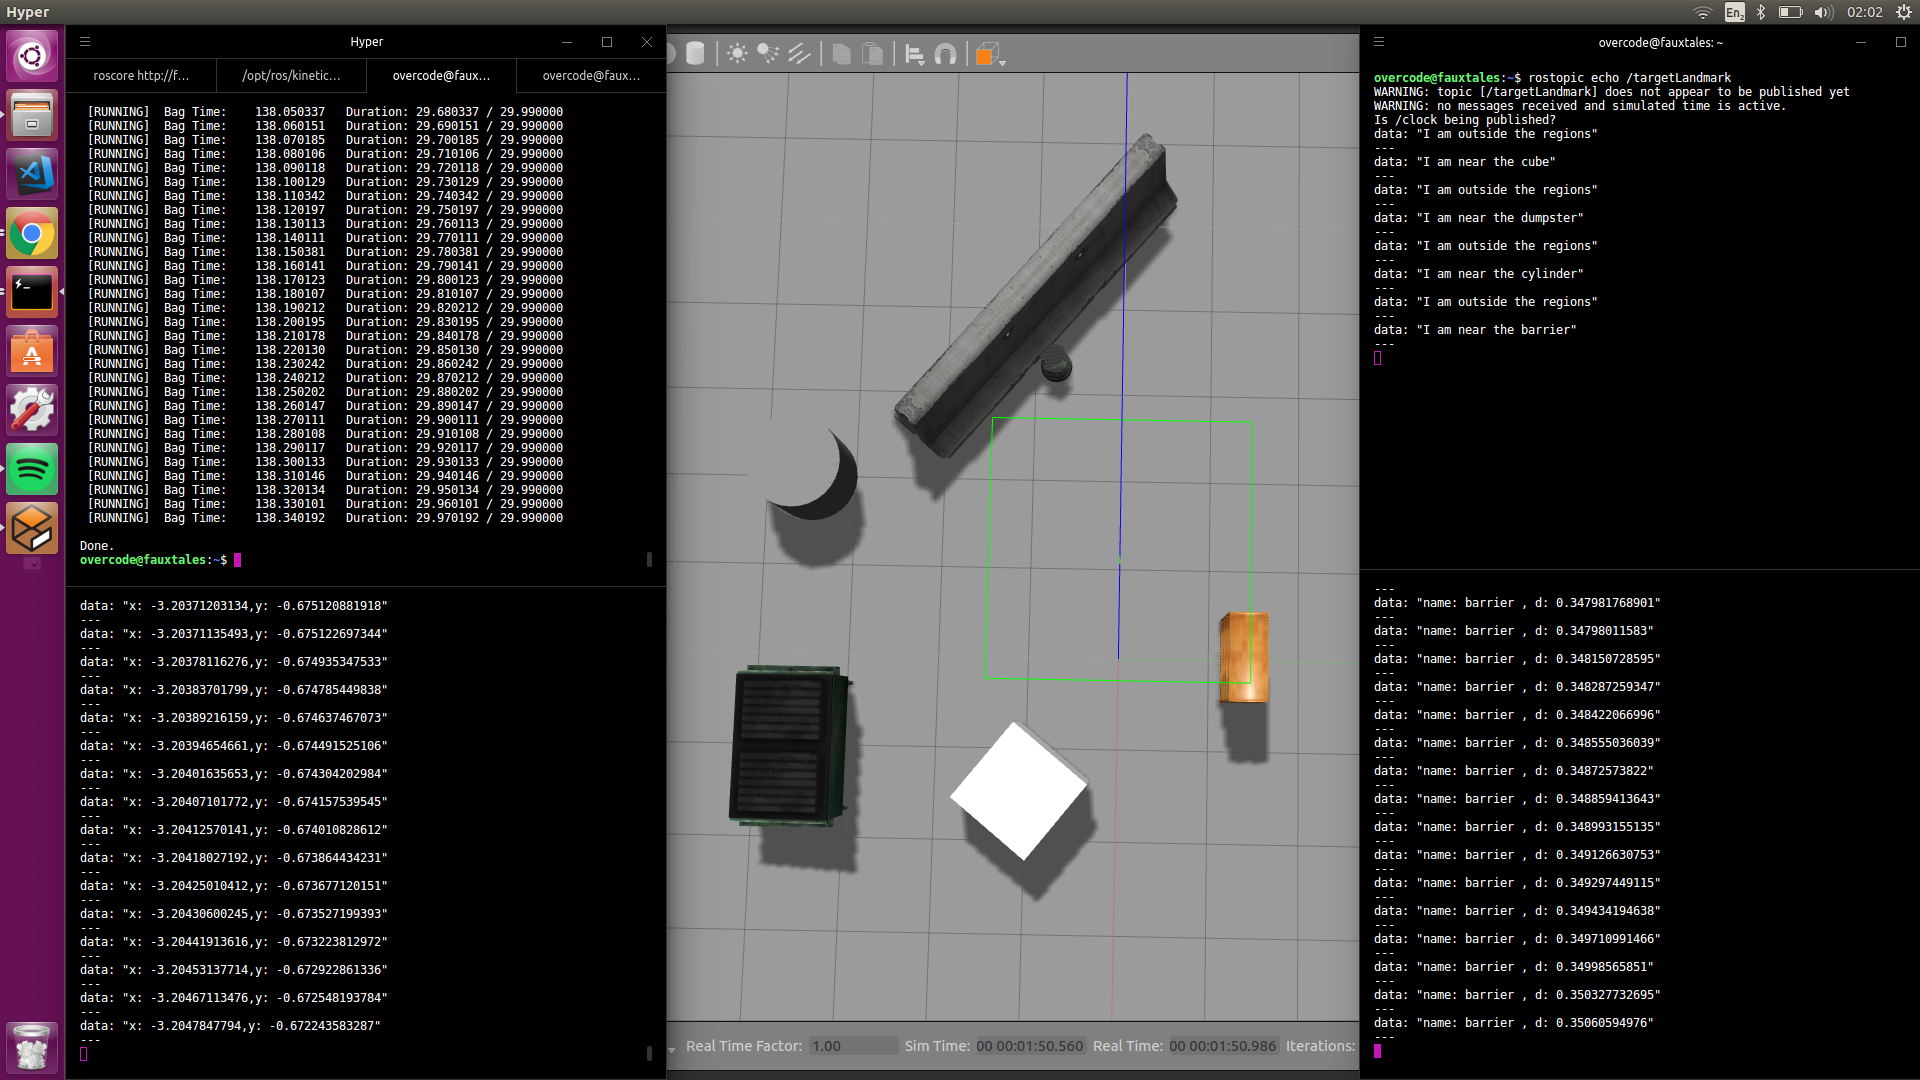 Hyper
En2
02:02
Hyper
roscore http://f...
/opt/ros/kinetic...
overcode@faux...
overcode@faux...
[RUNNING] Bag Time: 138.050337 Duration: 29.680337 / 29.990000
[RUNNING] Bag Time: 138.060151 Duration: 29.690151 / 29.990000
[RUNNING] Bag Time: 138.070185 Duration: 29.700185 / 29.990000
[RUNNING] Bag Time: 138.080106 Duration: 29.710106 / 29.990000
[RUNNING] Bag Time: 138.090118 Duration: 29.720118 / 29.990000
[RUNNING] Bag Time: 138.100129 Duration: 29.730129 / 29.990000
[RUNNING] Bag Time: 138.110342 Duration: 29.740342 / 29.990000
[RUNNING] Bag Time: 138.120197 Duration: 29.750197 / 29.990000
[RUNNING] Bag Time: 138.130113 Duration: 29.760113 / 29.990000
[RUNNING] Bag Time: 138.140111 Duration: 29.770111 / 29.990000
[RUNNING] Bag Time: 138.150381 Duration: 29.780381 / 29.990000
[RUNNING] Bag Time: 138.160141 Duration: 29.790141 / 29.990000
[RUNNING] Bag Time: 138.170123 Duration: 29.800123 / 29.990000
[RUNNING] Bag Time: 138.180107 Duration: 29.810107 / 29.990000
[RUNNING] Bag Time: 138.190212 Duration: 29.820212 / 29.990000
[RUNNING] Bag Time: 138.200195 Duration: 29.830195 / 29.990000
[RUNNING] Bag Time: 138.210178 Duration: 29.840178 / 29.990000
[RUNNING] Bag Time: 138.220130 Duration: 29.850130 / 29.990000
[RUNNING] Bag Time: 138.230242 Duration: 29.860242 / 29.990000
[RUNNING] Bag Time: 138.240212 Duration: 29.870212 / 29.990000
[RUNNING] Bag Time: 138.250202 Duration: 29.880202 / 29.990000
[RUNNING] Bag Time: 138.260147 Duration: 29.890147 / 29.990000
[RUNNING] Bag Time: 138.270111 Duration: 29.900111 / 29.990000
[RUNNING] Bag Time: 138.280108 Duration: 29.910108 / 29.990000
[RUNNING] Bag Time: 138.290117 Duration: 29.920117 / 29.990000
[RUNNING] Bag Time: 138.300133 Duration: 29.930133 / 29.990000
[RUNNING] Bag Time: 138.310146 Duration: 29.940146 / 29.990000
[RUNNING] Bag Time: 138.320134 Duration: 29.950134 / 29.990000
[RUNNING] Bag Time: 138.330101 Duration: 29.960101 / 29.990000
[RUNNING] Bag Time: 138.340192 Duration: 29.970192 / 29.990000
Done.
overcode@fauxtales:~$
data: "x: -3.20371203134,y: -0.675120881918"
---
data: "x: -3.20371135493,y: -0.675122697344"
---
data: "x: -3.20378116276,y: -0.674935347533"
---
data: "x: -3.20383701799,y: -0.674785449838"
---
data: "x: -3.20389216159,y: -0.674637467073"
---
data: "x: -3.20394654661,y: -0.674491525106"
---
data: "x: -3.20401635653,y: -0.674304202984"
---
data: "x: -3.20407101772,y: -0.674157539545"
---
data: "x: -3.20412570141,y: -0.674010828612"
---
data: "x: -3.20418027192,y: -0.673864434231"
---
data: "x: -3.20425010412,y: -0.673677120151"
---
data: "x: -3.20430600245,y: -0.673527199393"
---
data: "x: -3.20441913616,y: -0.673223812972"
---
data: "x: -3.20453137714,y: -0.672922861336"
---
data: "x: -3.20467113476,y: -0.672548193784"
---
data: "x: -3.2047847794,y: -0.672243583287"
---
Real Time Factor: 1.00 Sim Time: 00 00:01:50.560 Real Time: 00 00:01:50.986 Iterations:
overcode@fauxtales: ~
overcode@fauxtales:~$ rostopic echo /targetLandmark
WARNING: topic [/targetLandmark] does not appear to be published yet
WARNING: no messages received and simulated time is active.
Is /clock being published?
data: "I am outside the regions"
---
data: "I am near the cube"
---
data: "I am outside the regions"
---
data: "I am near the dumpster"
---
data: "I am outside the regions"
---
data: "I am near the cylinder"
---
data: "I am outside the regions"
---
data: "I am near the barrier"
---
---
data: "name: barrier , d: 0.347981768901"
---
data: "name: barrier , d: 0.34798011583"
---
data: "name: barrier , d: 0.348150728595"
---
data: "name: barrier , d: 0.348287259347"
---
data: "name: barrier , d: 0.348422066996"
---
data: "name: barrier , d: 0.348555036039"
---
data: "name: barrier , d: 0.34872573822"
---
data: "name: barrier , d: 0.348859413643"
---
data: "name: barrier , d: 0.348993155135"
---
data: "name: barrier , d: 0.349126630753"
---
data: "name: barrier , d: 0.349297449115"
---
data: "name: barrier , d: 0.349434194638"
---
data: "name: barrier , d: 0.349710991466"
---
data: "name: barrier , d: 0.34998565851"
---
data: "name: barrier , d: 0.350327732695"
---
data: "name: barrier , d: 0.35060594976"
---